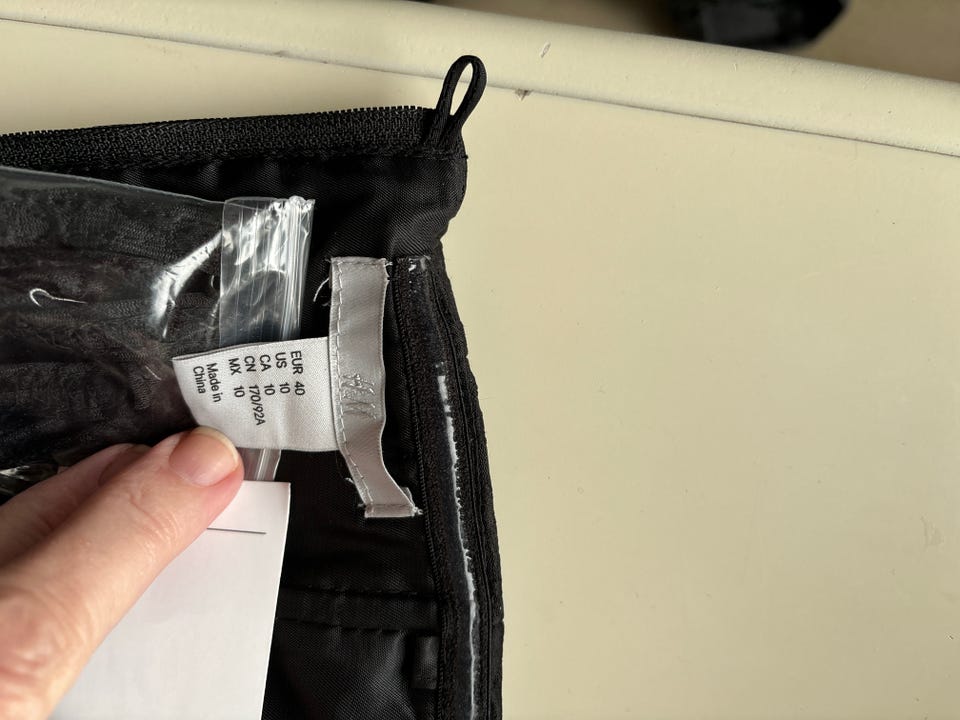 H&M
EUR 40
US 10
CA 10
CN 170/92A
MX 10
Made in
China